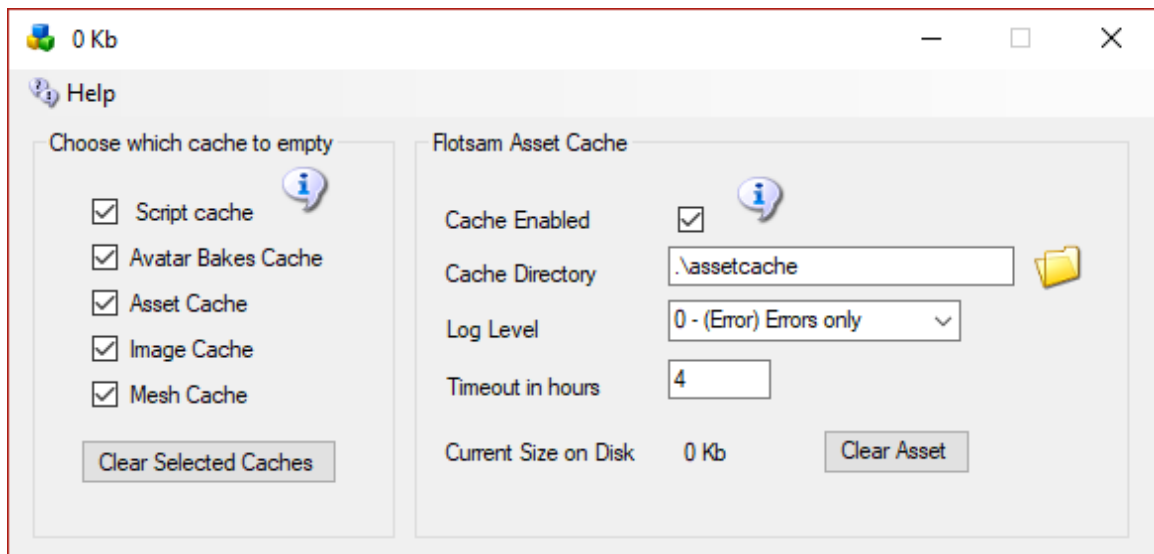 0 Kb
Help
Choose which cache to empty
Script cache
Avatar Bakes Cache
Asset Cache
Image Cache
Mesh Cache
Clear Selected Caches
Flotsam Asset Cache
Cache Enabled
Cache Directory .\assetcache
Log Level 0 - (Error) Errors only
Timeout in hours 4
Current Size on Disk 0 Kb Clear Asset